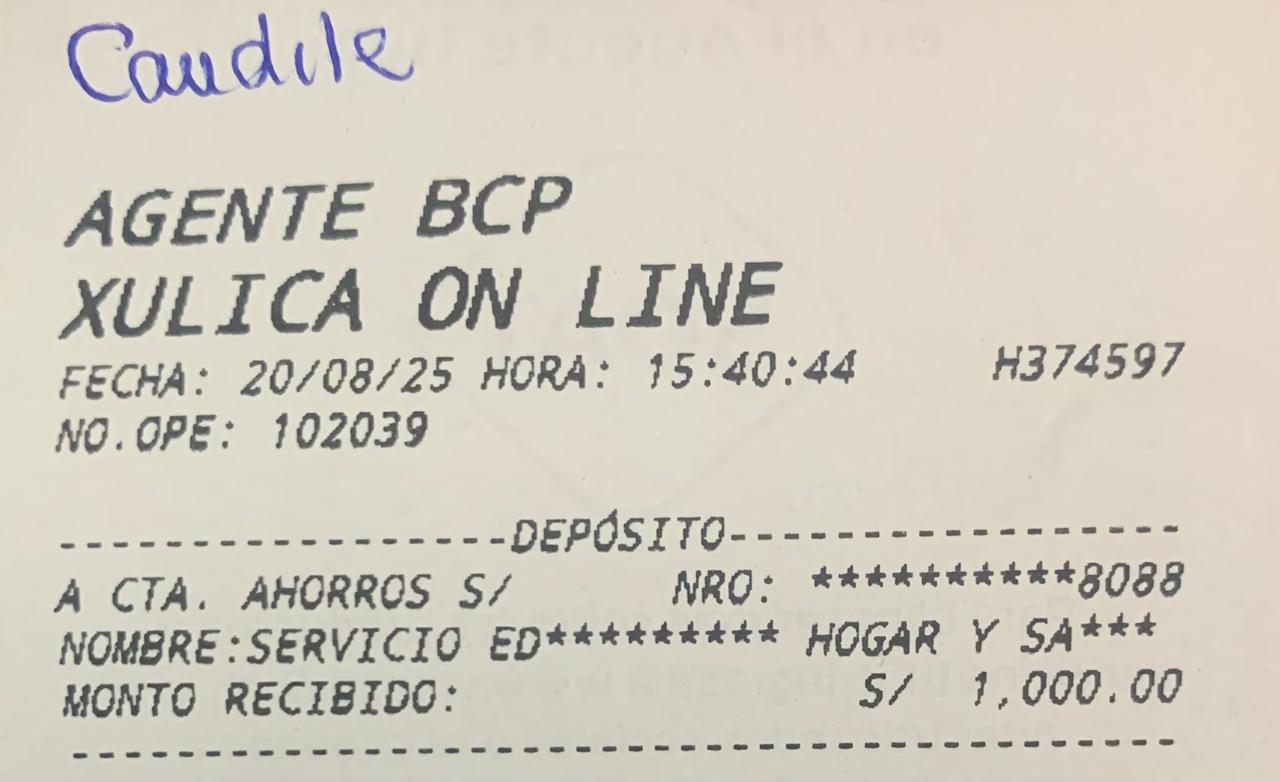 Caudile
AGENTE BCP
XULICA ON LINE
FECHA: 20/08/25 HORA: 15:40:44 H374597
NO.OPE: 102039
-----------------DEPÓSITO-----------------
A CTA. AHORROS S/ NRO: **********8088
NOMBRE:SERVICIO ED********* HOGAR Y SA***
MONTO RECIBIDO: S/ 1,000.00
------------------------------------------